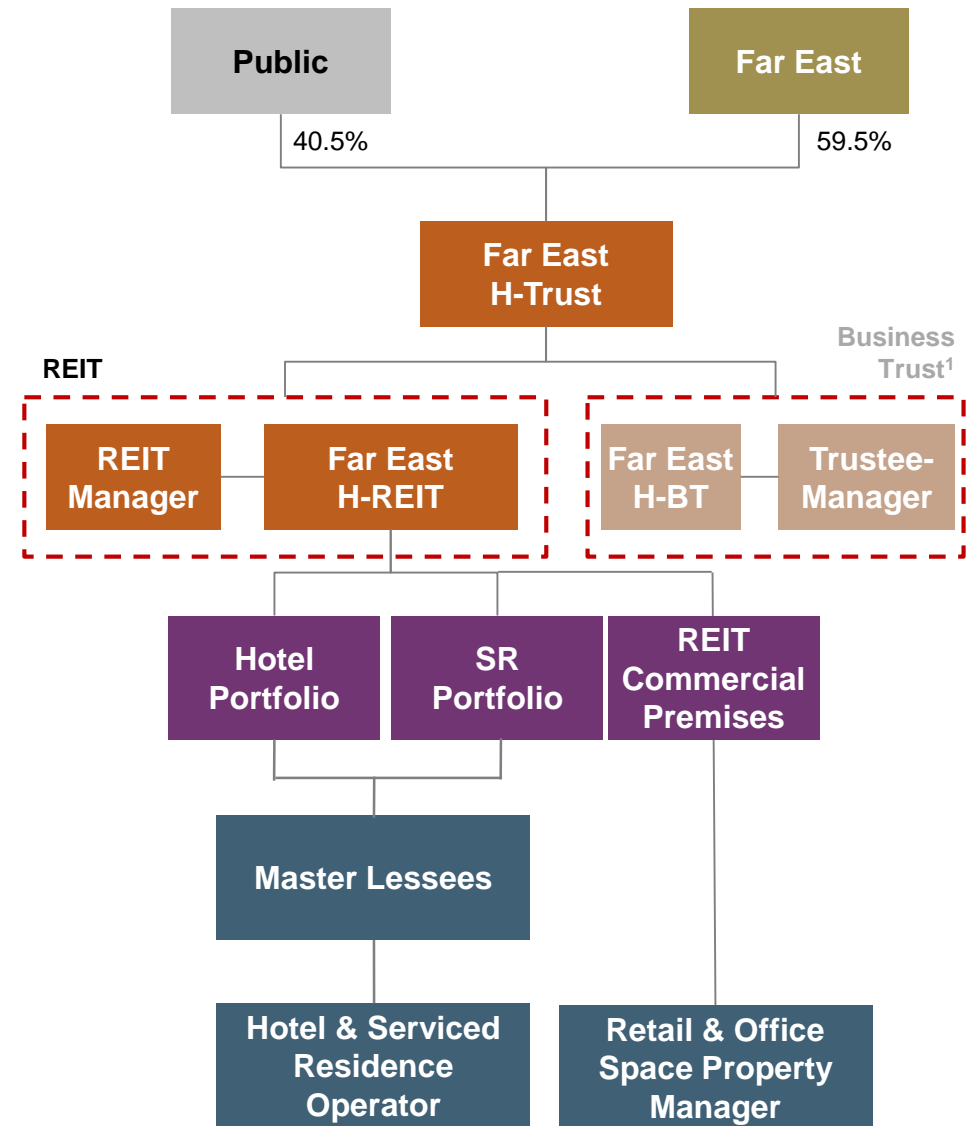 Public
Far East
40.5%
59.5%
Far East
H-Trust
REIT
Business
Trust¹
REIT
Manager
Far East
H-REIT
Far East
H-BT
Trustee-
Manager
Hotel
Portfolio
SR
Portfolio
REIT
Commercial
Premises
Master Lessees
Hotel & Serviced
Residence
Operator
Retail & Office
Space Property
Manager